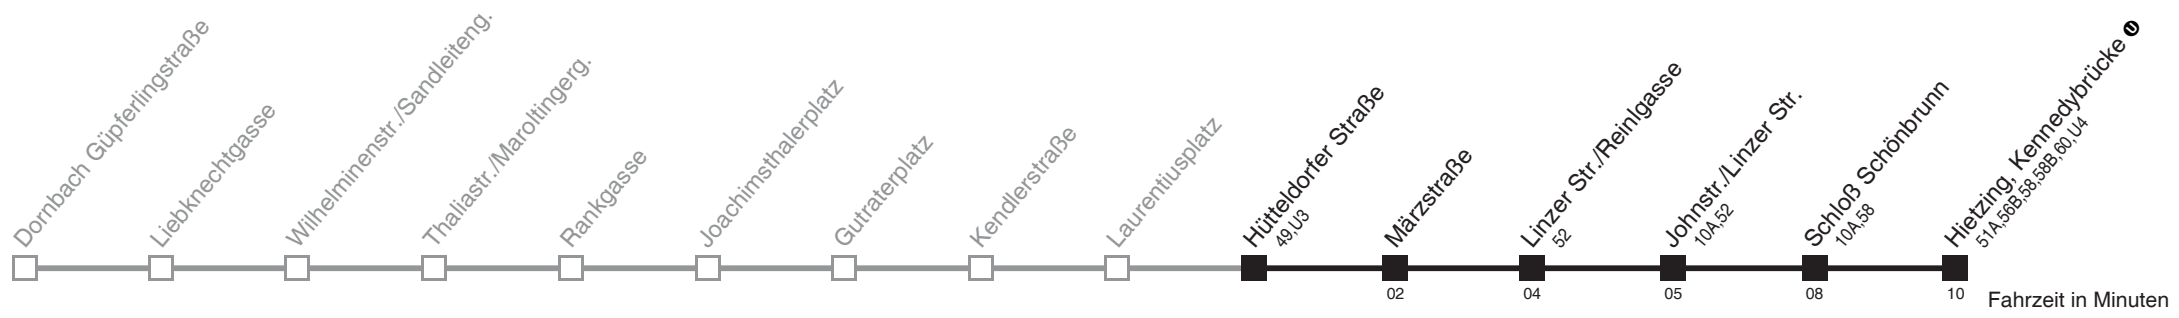 Dornbach Güpferlingstraße
Liebknechtgasse
Wilhelminenstr./Sandleiteng.
Thaliastr./Maroltingerg.
Rankgasse
Joachimsthalerplatz
Gutraterplatz
Kendlerstraße
Laurentiusplatz
Hütteldorfer Straße
49,U3
Märzstraße
Linzer Str./Reinlgasse
52
Johnstr./Linzer Str.
10A,52
Schloß Schönbrunn
10A,58
Hietzing, Kennedybrücke U
51A,56B,58,58B,60,U4
02 04 05 08 10
Fahrzeit in Minuten